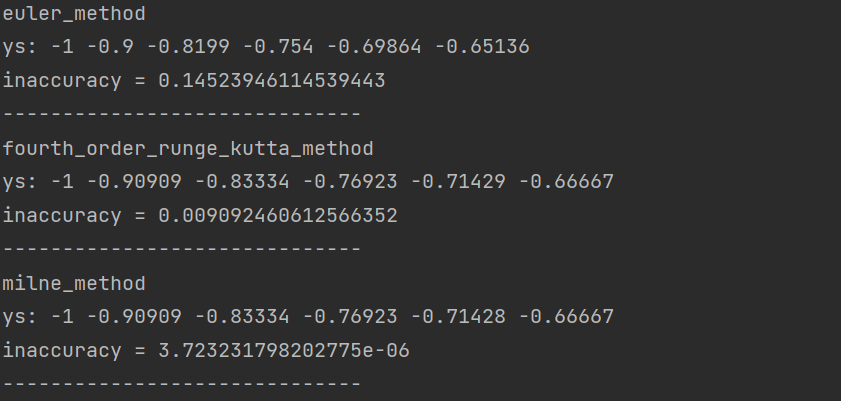 euler_method
ys: -1 -0.9 -0.8199 -0.754 -0.69864 -0.65136
inaccuracy = 0.14523946114539443
------------------------------
fourth_order_runge_kutta_method
ys: -1 -0.90909 -0.83334 -0.76923 -0.71429 -0.66667
inaccuracy = 0.009092460612566352
------------------------------
milne_method
ys: -1 -0.90909 -0.83334 -0.76923 -0.71428 -0.66667
inaccuracy = 3.723231798202775e-06
------------------------------